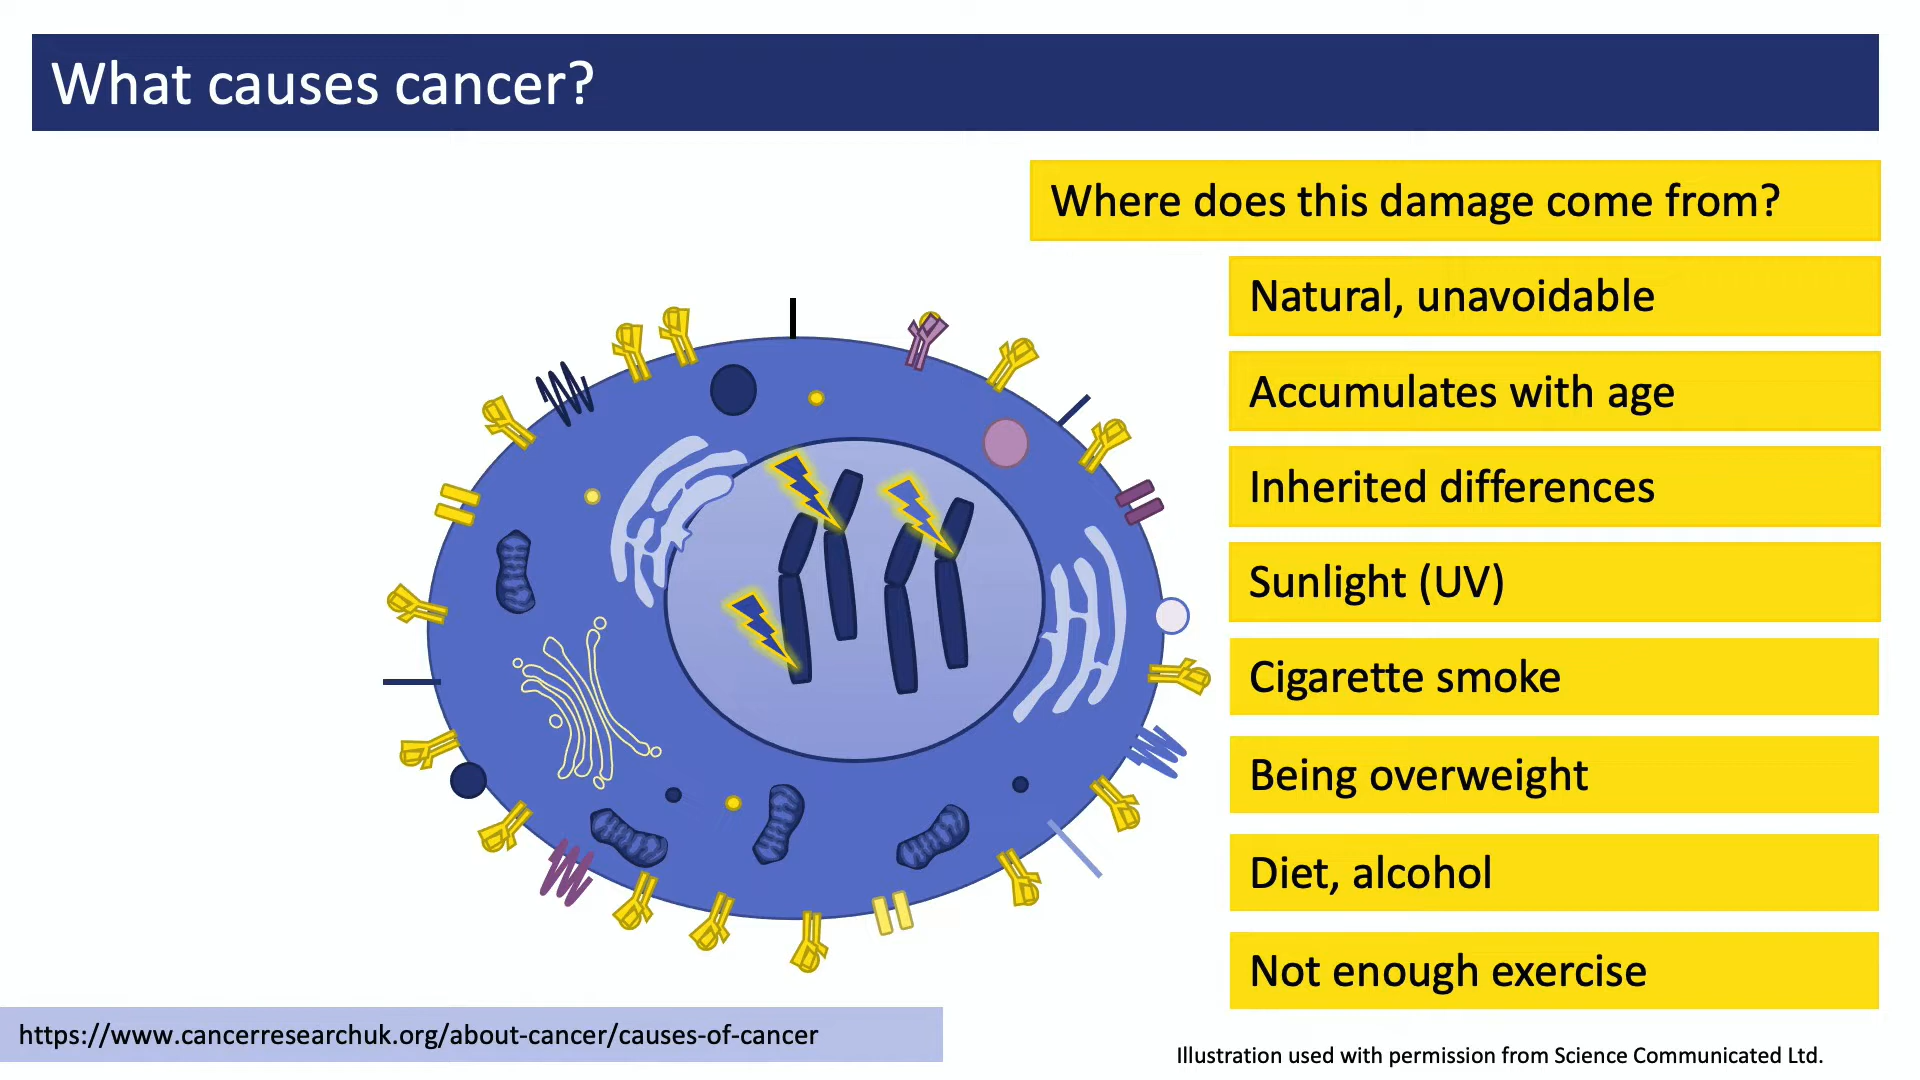 What causes cancer?
Where does this damage come from?
Natural, unavoidable
Accumulates with age
Inherited differences
Sunlight (UV)
Cigarette smoke
Being overweight
Diet, alcohol
Not enough exercise
https://www.cancerresearchuk.org/about-cancer/causes-of-cancer
Illustration used with permission from Science Communicated Ltd.